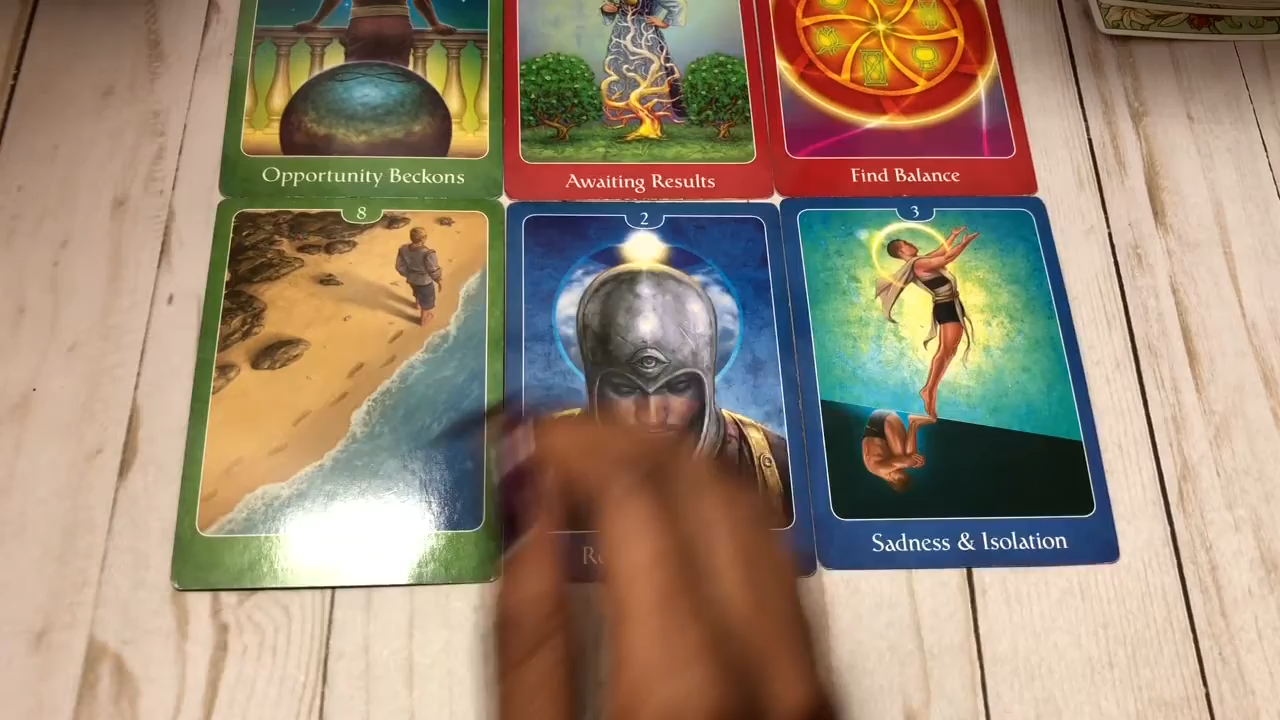 Opportunity Beckons
Awaiting Results
Find Balance
8
2
3
Sadness & Isolation